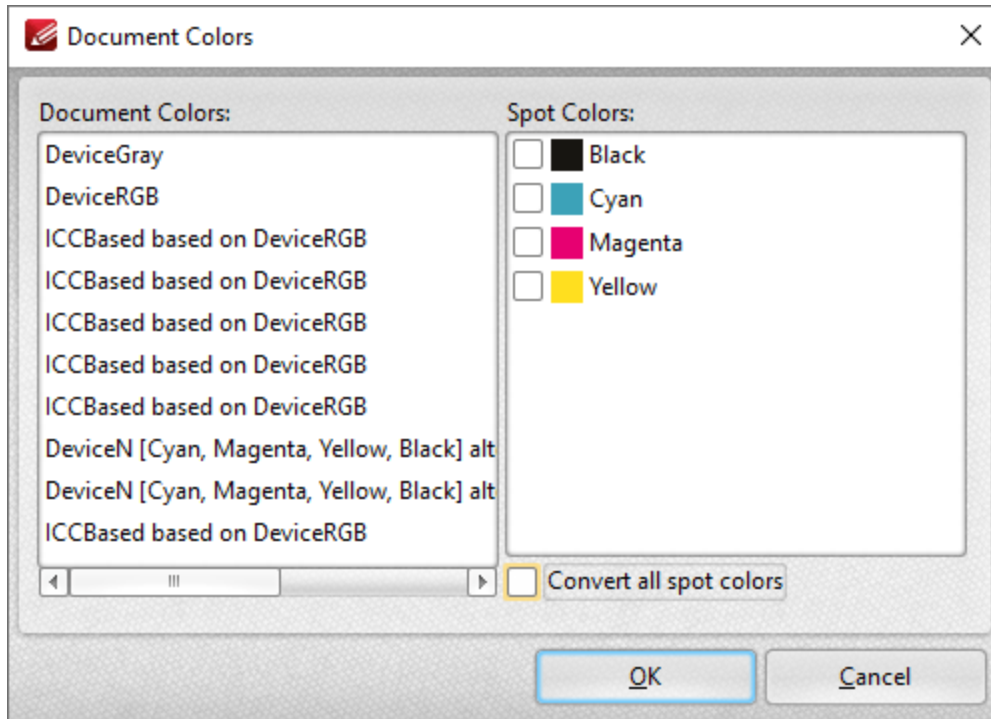 Document Colors
Document Colors:
DeviceGray
DeviceRGB
ICCBased based on DeviceRGB
ICCBased based on DeviceRGB
ICCBased based on DeviceRGB
ICCBased based on DeviceRGB
ICCBased based on DeviceRGB
DeviceN [Cyan, Magenta, Yellow, Black] alt
DeviceN [Cyan, Magenta, Yellow, Black] alt
ICCBased based on DeviceRGB
Spot Colors:
Black
Cyan
Magenta
Yellow
Convert all spot colors
OK
Cancel